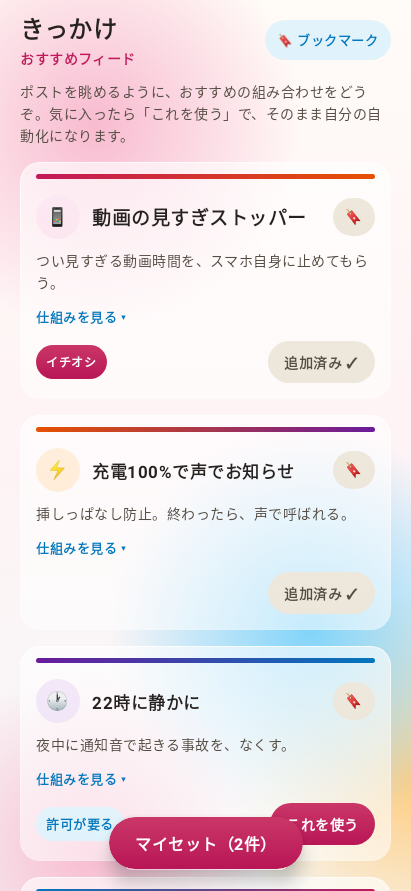 きっかけ
おすすめフィード
ブックマーク
ポストを眺めるように、おすすめの組み合わせをどう
ぞ。気に入ったら「これを使う」で、そのまま自分の自
動化になります。
動画の見すぎストッパー
つい見すぎる動画時間を、スマホ自身に止めてもら
う。
仕組みを見る ▾
イチオシ
追加済み ✓
充電100%で声でお知らせ
挿しっぱなし防止。終わったら、声で呼ばれる。
仕組みを見る ▾
追加済み ✓
22時に静かに
夜中に通知音で起きる事故を、なくす。
仕組みを見る ▾
許可が要る
れを使う
マイセット（2件）